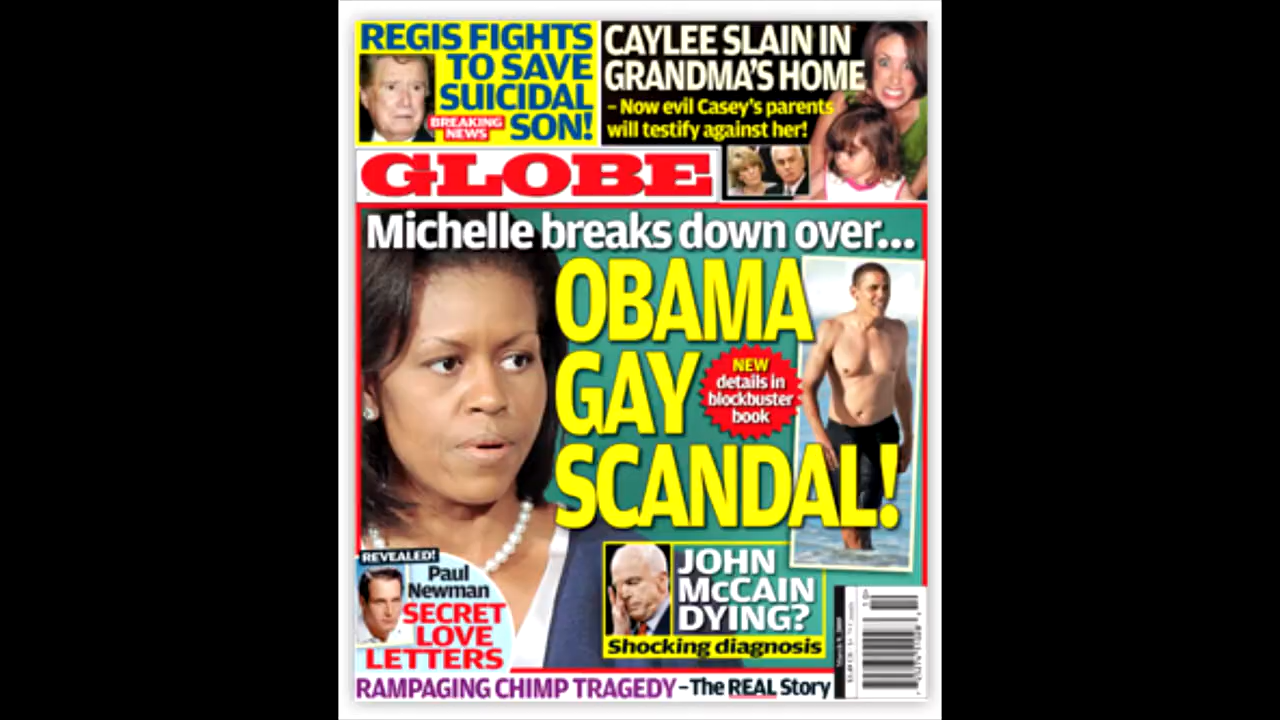 REGIS FIGHTS
TO SAVE
SUICIDAL
SON!
BREAKING
NEWS
CAYLEE SLAIN IN
GRANDMA'S HOME
– Now evil Casey's parents
will testify against her!
GLOBE
Michelle breaks down over...
OBAMA
GAY
SCANDAL!
NEW
details in
blockbuster
book
REVEALED!
Paul
Newman
SECRET
LOVE
LETTERS
JOHN
McCAIN
DYING?
Shocking diagnosis
RAMPAGING CHIMP TRAGEDY – The REAL Story